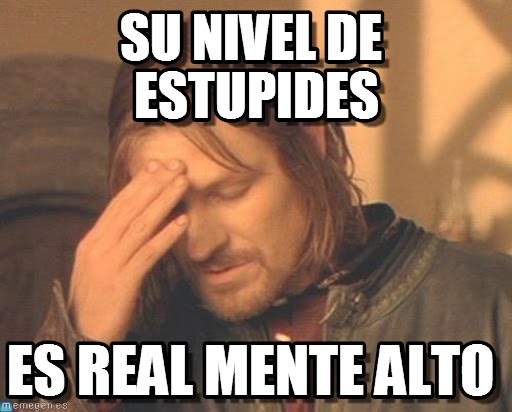 SU NIVEL DE
ESTUPIDES
ES REAL MENTE ALTO
memegen.es